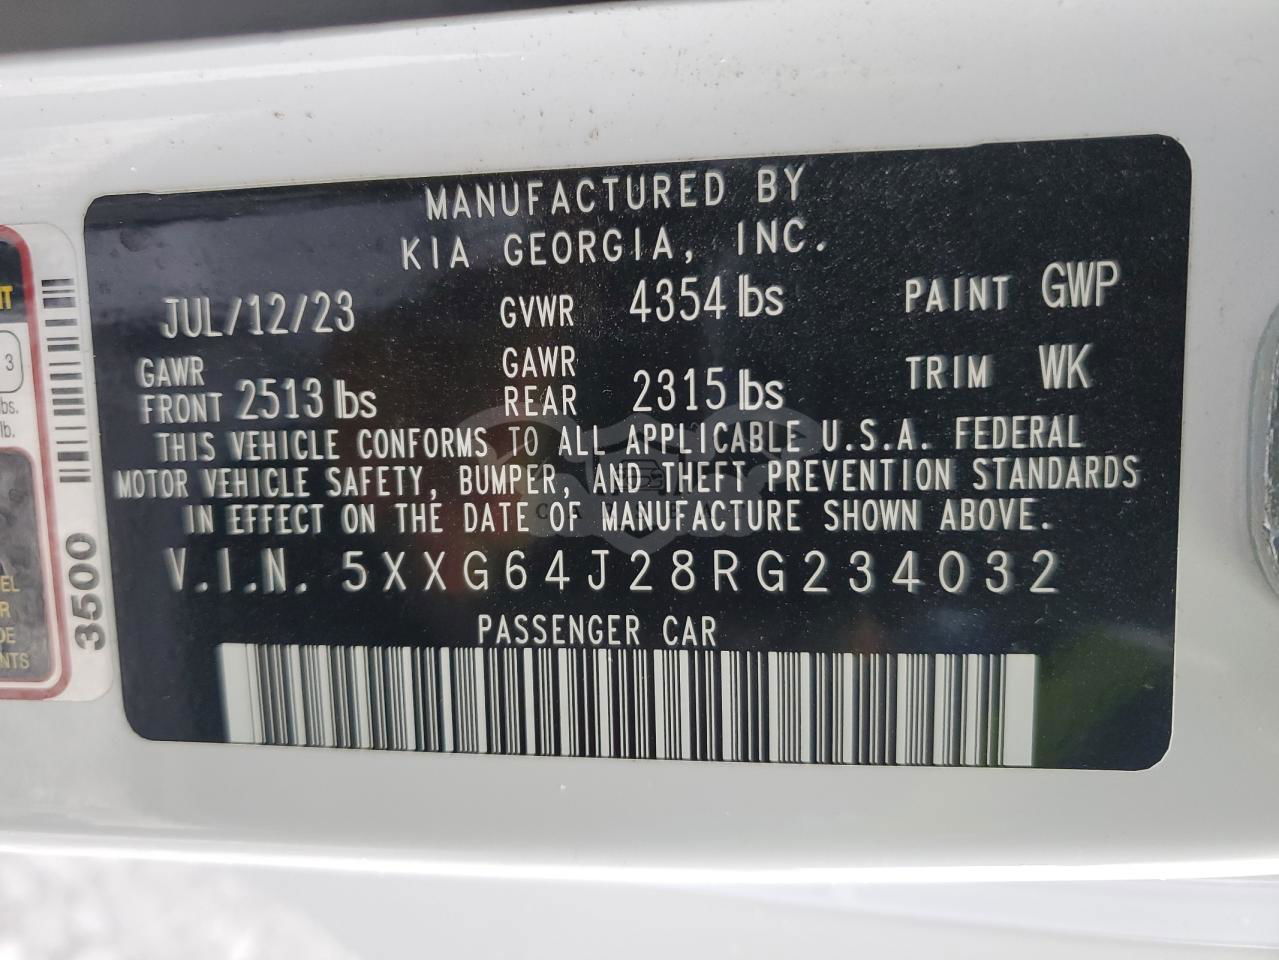 MANUFACTURED BY
KIA GEORGIA, INC.
JUL/12/23 GVWR 4354 lbs PAINT GWP
GAWR FRONT 2513 lbs GAWR REAR 2315 lbs TRIM WK
THIS VEHICLE CONFORMS TO ALL APPLICABLE U.S.A. FEDERAL
MOTOR VEHICLE SAFETY, BUMPER, AND THEFT PREVENTION STANDARDS
IN EFFECT ON THE DATE OF MANUFACTURE SHOWN ABOVE.
V.I.N. 5XXG64J28RG234032
PASSENGER CAR
3500
3
lb.